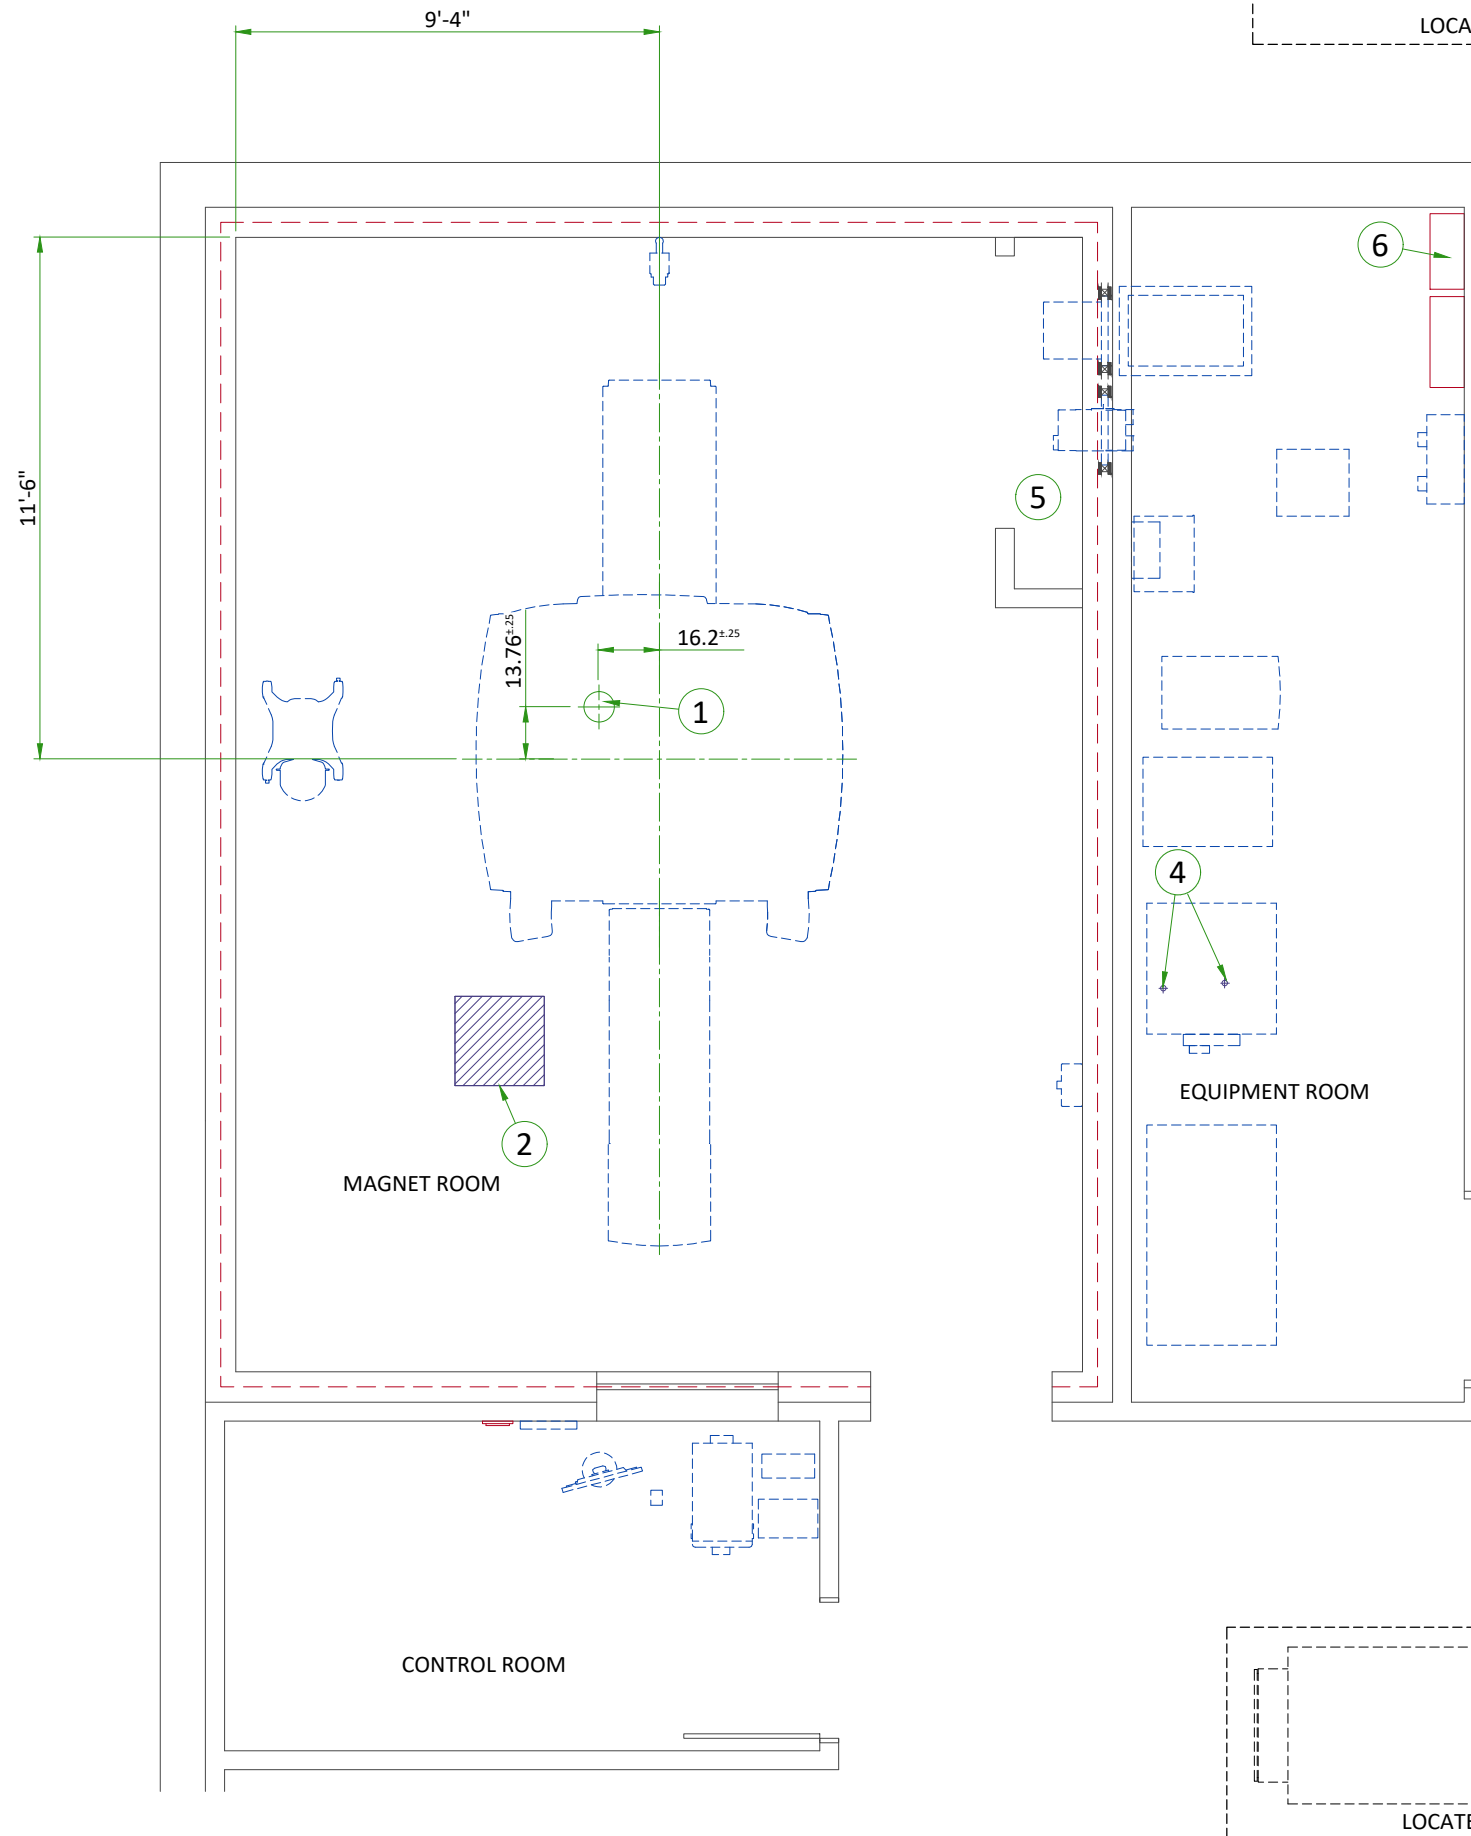 9'-4"
LOCA
6
11'-6"
5
13.76±.25
16.2±.25
1
4
2
EQUIPMENT ROOM
MAGNET ROOM
CONTROL ROOM
LOCATE